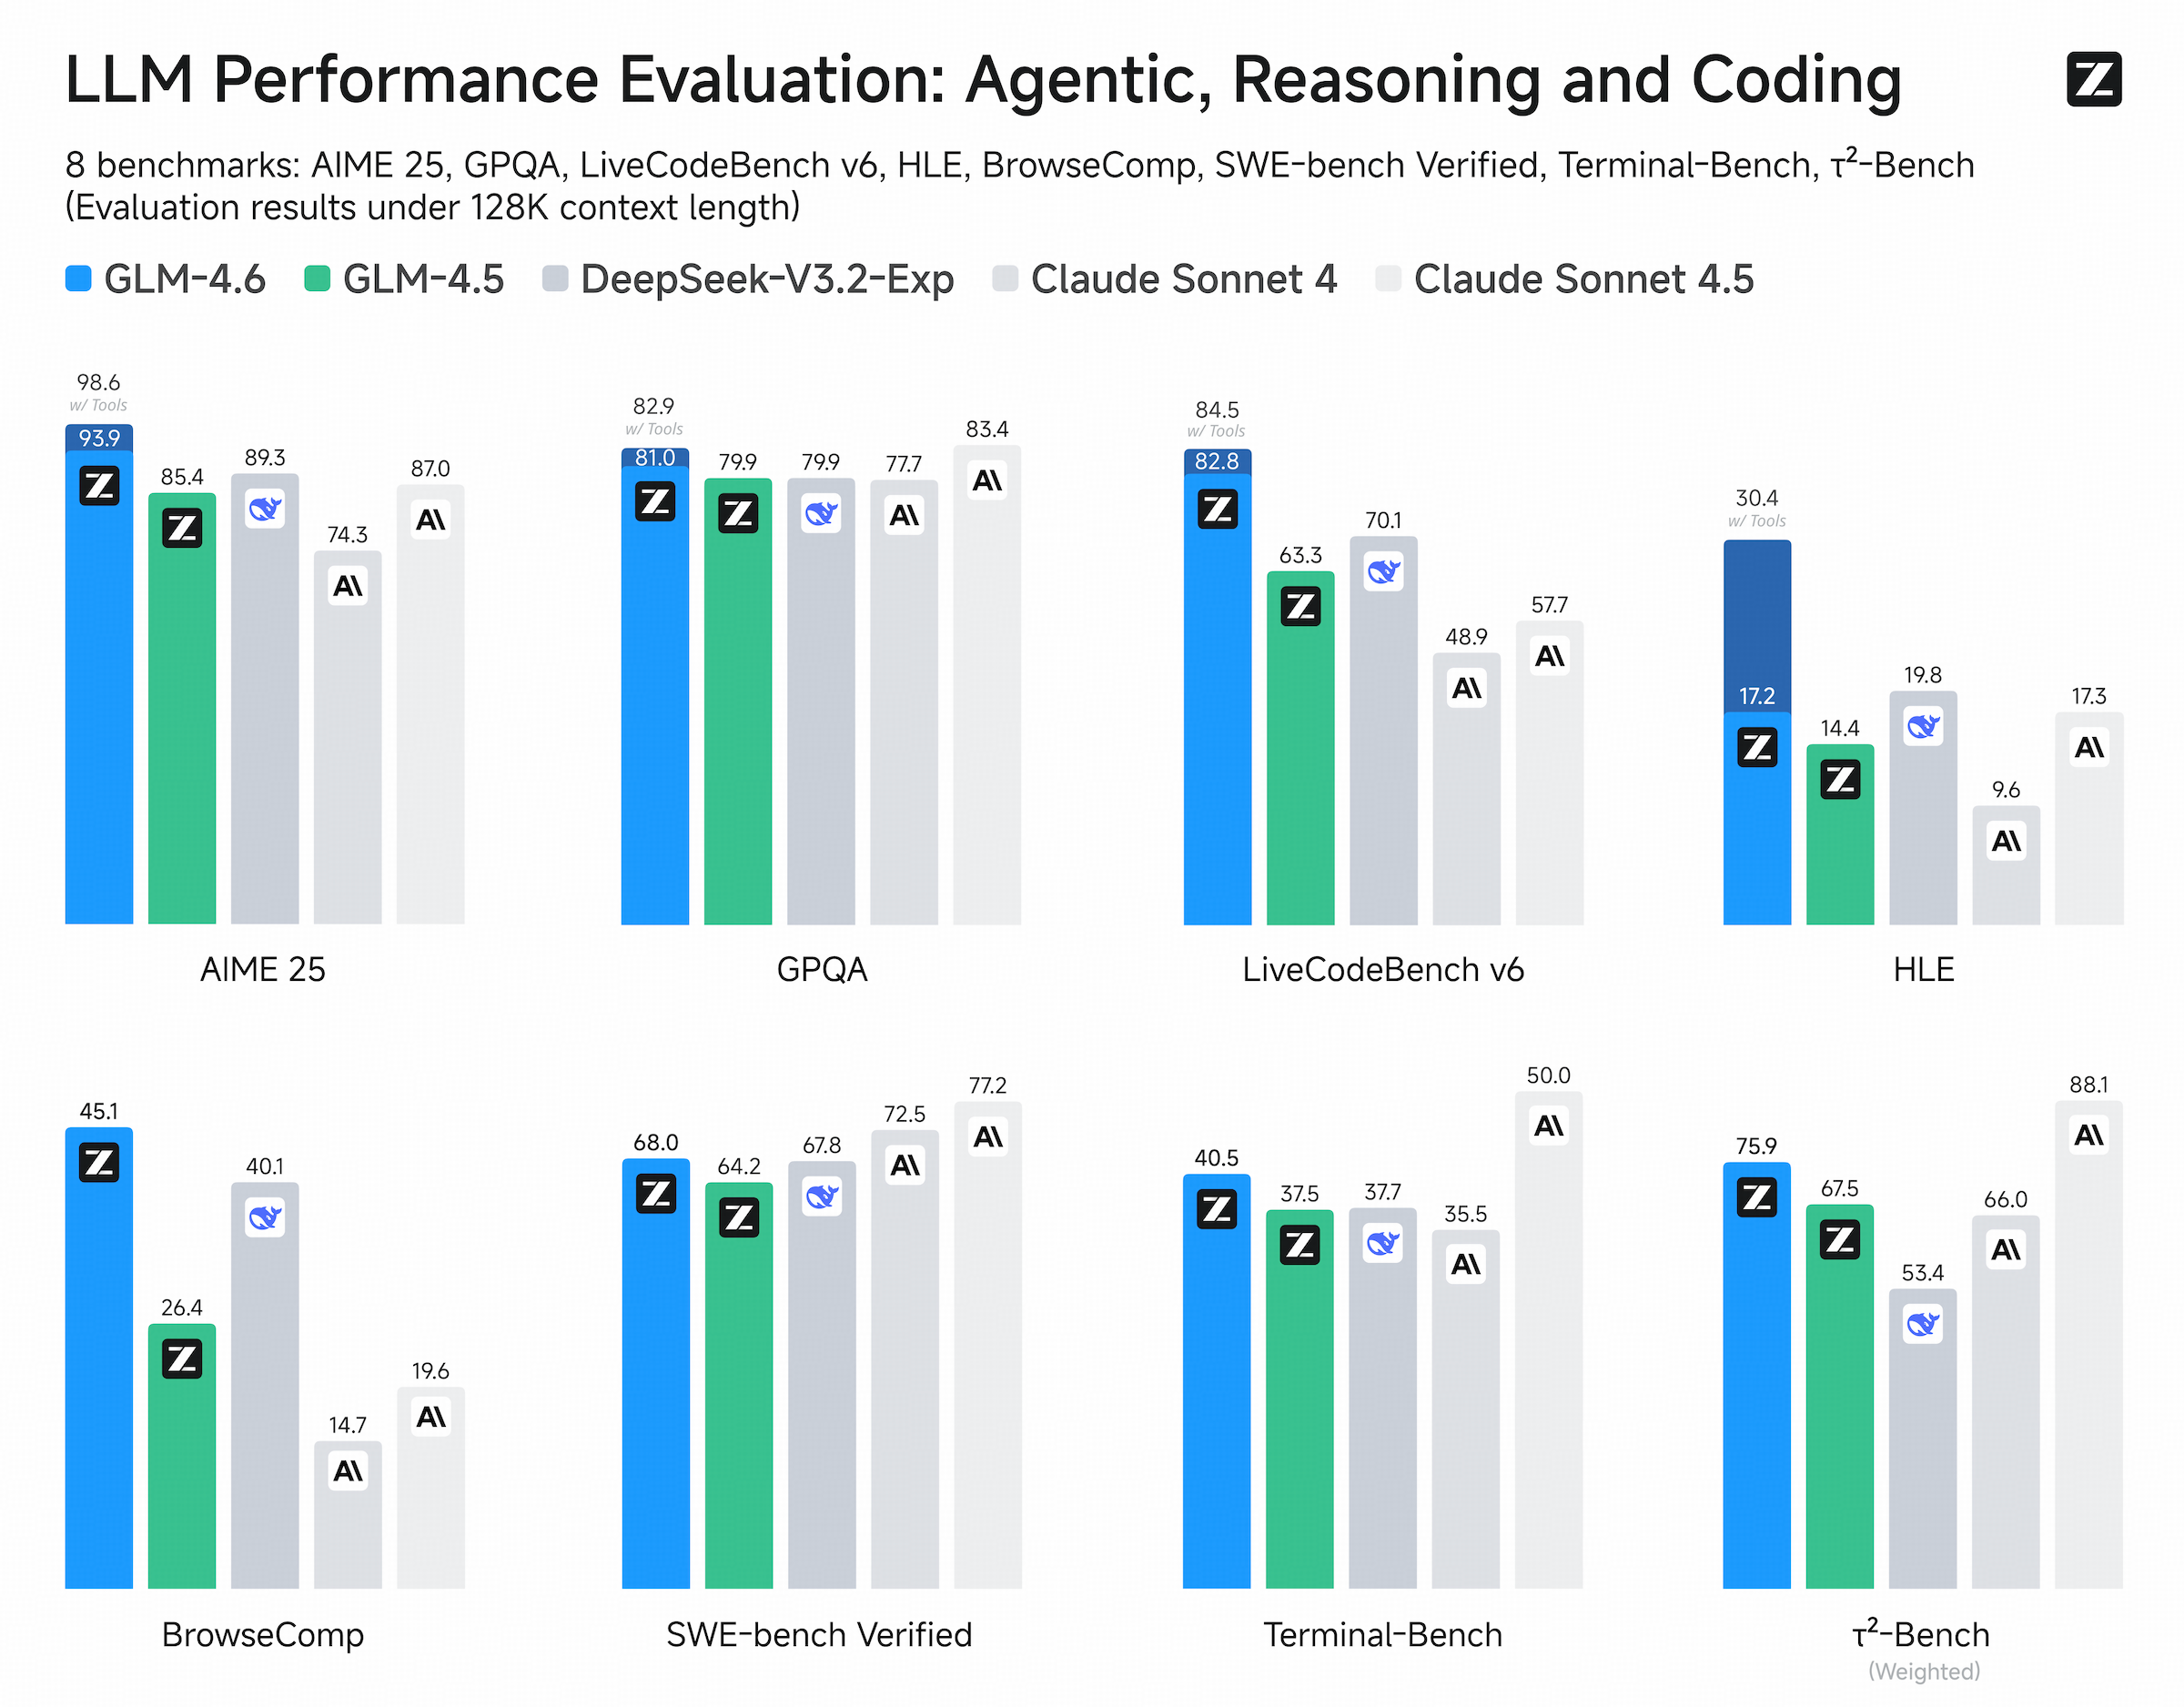 LLM Performance Evaluation: Agentic, Reasoning and Coding
8 benchmarks: AIME 25, GPQA, LiveCodeBench v6, HLE, BrowseComp, SWE-bench Verified, Terminal-Bench, τ²-Bench
(Evaluation results under 128K context length)
GLM-4.6 GLM-4.5 DeepSeek-V3.2-Exp Claude Sonnet 4 Claude Sonnet 4.5
98.6
w/ Tools
93.9
85.4
89.3
74.3
87.0
AIME 25
82.9
w/ Tools
81.0
79.9
79.9
77.7
83.4
GPQA
84.5
w/ Tools
82.8
63.3
70.1
48.9
57.7
LiveCodeBench v6
30.4
w/ Tools
17.2
14.4
19.8
9.6
17.3
HLE
45.1
26.4
40.1
14.7
19.6
BrowseComp
68.0
64.2
67.8
72.5
77.2
SWE-bench Verified
40.5
37.5
37.7
35.5
50.0
Terminal-Bench
75.9
67.5
53.4
66.0
88.1
τ²-Bench
(Weighted)